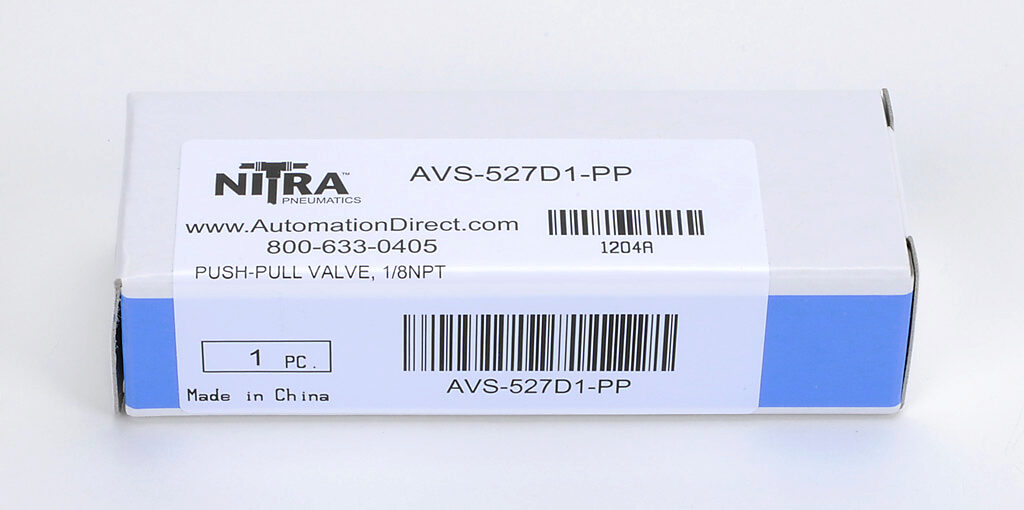 NITRA™
PNEUMATICS
AVS-527D1-PP
www.AutomationDirect.com
800-633-0405
1204A
PUSH-PULL VALVE, 1/8NPT
1 PC.
Made in China
AVS-527D1-PP